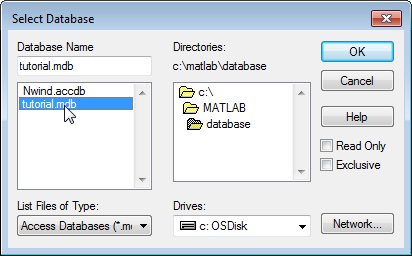 Select Database
Database Name
tutorial.mdb
Nwind.accdb
tutorial.mdb
List Files of Type:
Access Databases (*.m
Directories:
c:\matlab\database
c:\
MATLAB
database
Drives:
c: OSDisk
OK
Cancel
Help
Read Only
Exclusive
Network...